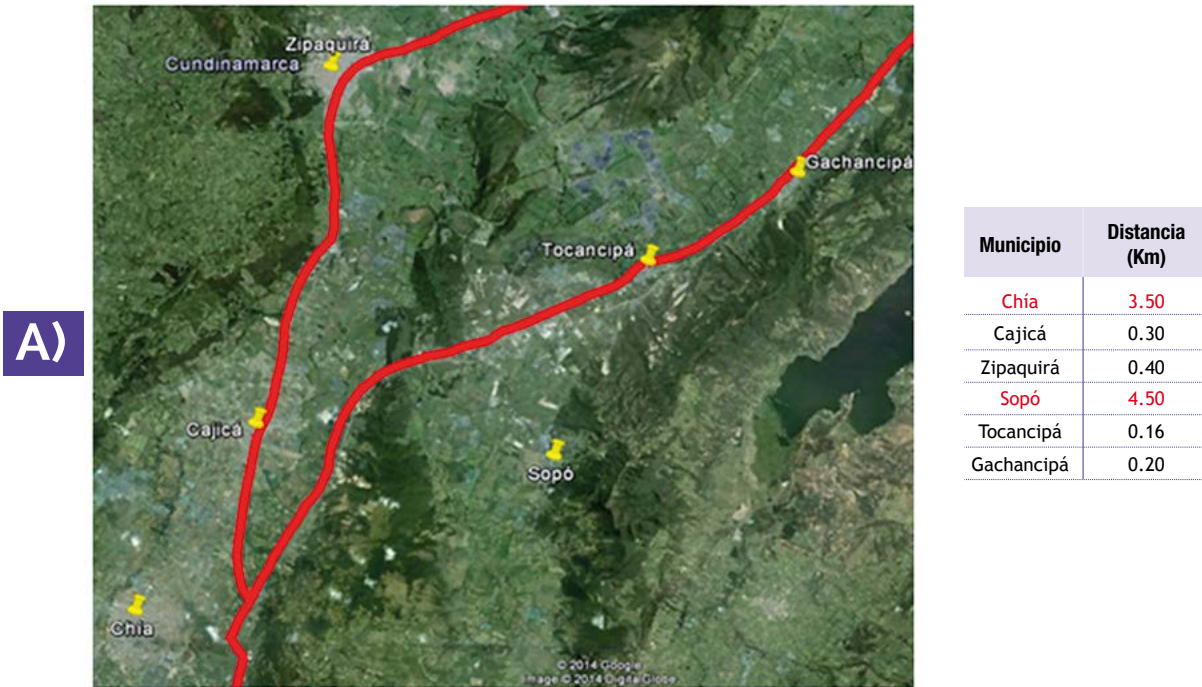 A)
Zipaquirá
Cundinamarca
Gachancipá
Tocancipá
Cajicá
Sopó
Chía
© 2014 Google
Image © 2014 DigitalGlobe
Municipio Distancia (Km)
Chía 3.50
Cajicá 0.30
Zipaquirá 0.40
Sopó 4.50
Tocancipá 0.16
Gachancipá 0.20